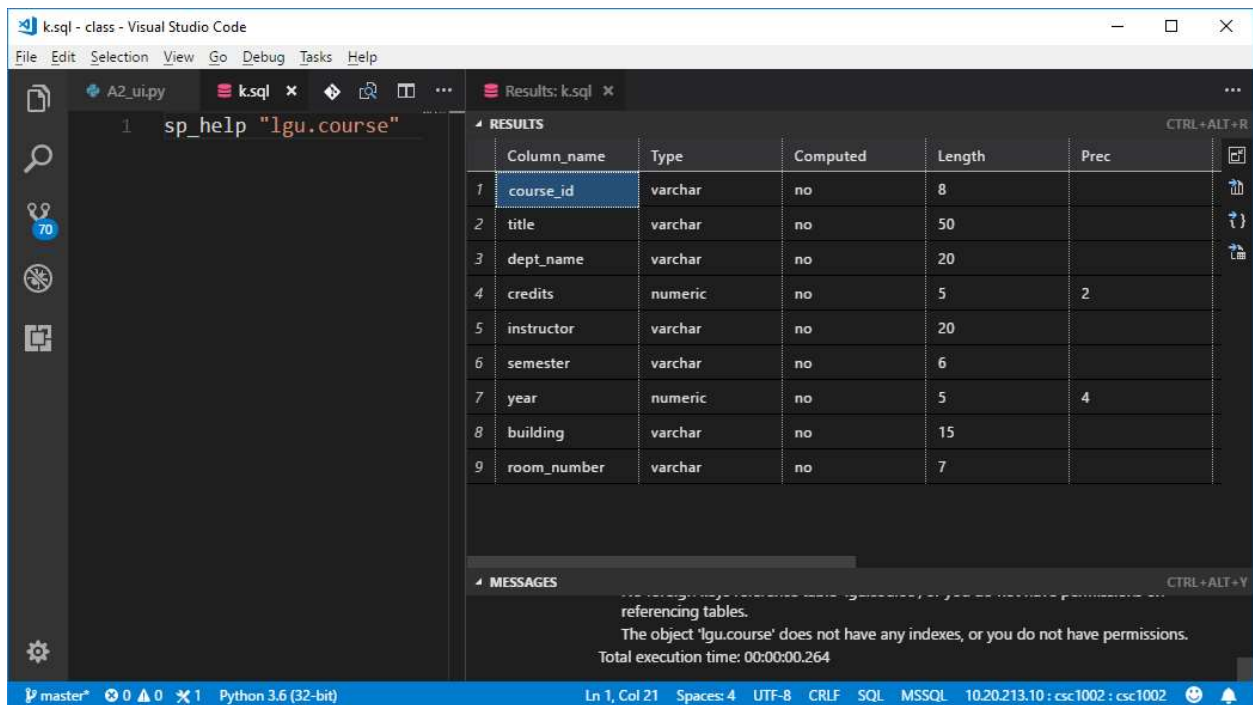 k.sql - class - Visual Studio Code
File Edit Selection View Go Debug Tasks Help
A2_ui.py k.sql Results: k.sql
1 sp_help "lgu.course"
RESULTS CTRL+ALT+R
Column_name Type Computed Length Prec
1 course_id varchar no 8
2 title varchar no 50
3 dept_name varchar no 20
4 credits numeric no 5 2
5 instructor varchar no 20
6 semester varchar no 6
7 year numeric no 5 4
8 building varchar no 15
9 room_number varchar no 7
70
MESSAGES CTRL+ALT+Y
referencing tables.
The object 'lgu.course' does not have any indexes, or you do not have permissions.
Total execution time: 00:00:00.264
master* 0 0 1 Python 3.6 (32-bit) Ln 1, Col 21 Spaces: 4 UTF-8 CRLF SQL MSSQL 10.20.213.10 : csc1002 : csc1002